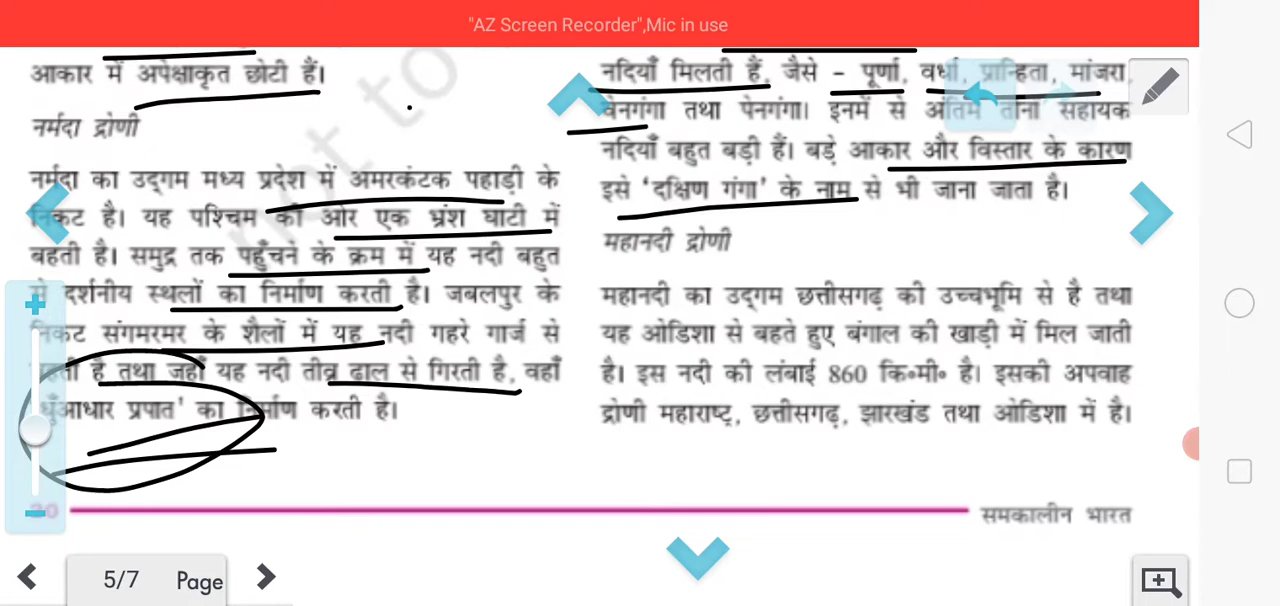 "AZ Screen Recorder",Mic in use
आकार में अपेक्षाकृत छोटी हैं।
नर्मदा द्रोणी
नर्मदा का उद्गम मध्य प्रदेश में अमरकंटक पहाड़ी के
निकट है। यह पश्चिम की ओर एक भ्रंश घाटी में
बहती है। समुद्र तक पहुँचने के क्रम में यह नदी बहुत
से दर्शनीय स्थलों का निर्माण करती है। जबलपुर के
निकट संगमरमर के शैलों में यह नदी गहरे गार्ज से
बहती है तथा जहाँ यह नदी तीव्र ढाल से गिरती है, वहाँ
'धुँआधार प्रपात' का निर्माण करती है।
नदियाँ मिलती हैं, जैसे – पूर्णा, वर्धा, प्रान्हिता, मांजरा,
वेनगंगा तथा पेनगंगा। इनमें से अंतिम तीनों सहायक
नदियाँ बहुत बड़ी हैं। बड़े आकार और विस्तार के कारण
इसे 'दक्षिण गंगा' के नाम से भी जाना जाता है।
महानदी द्रोणी
महानदी का उद्गम छत्तीसगढ़ की उच्चभूमि से है तथा
यह ओडिशा से बहते हुए बंगाल की खाड़ी में मिल जाती
है। इस नदी की लंबाई 860 कि॰मी॰ है। इसकी अपवाह
द्रोणी महाराष्ट्र, छत्तीसगढ़, झारखंड तथा ओडिशा में है।
समकालीन भारत
5/7 Page